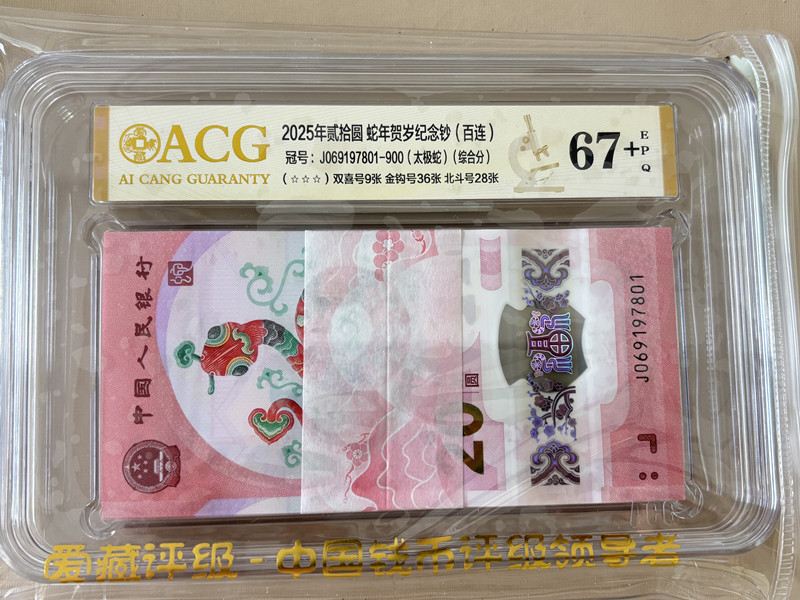 ACG
AI CANG GUARANTY
2025年贰拾圆 蛇年贺岁纪念钞（百连）
冠号：J069197801-900（太极蛇）（综合分）
（☆☆☆）双喜号9张 金钩号36张 北斗号28张
67+
EPQ
中国人民银行
20
圆
J069197801
爱藏评级-中国钱币评级领导者